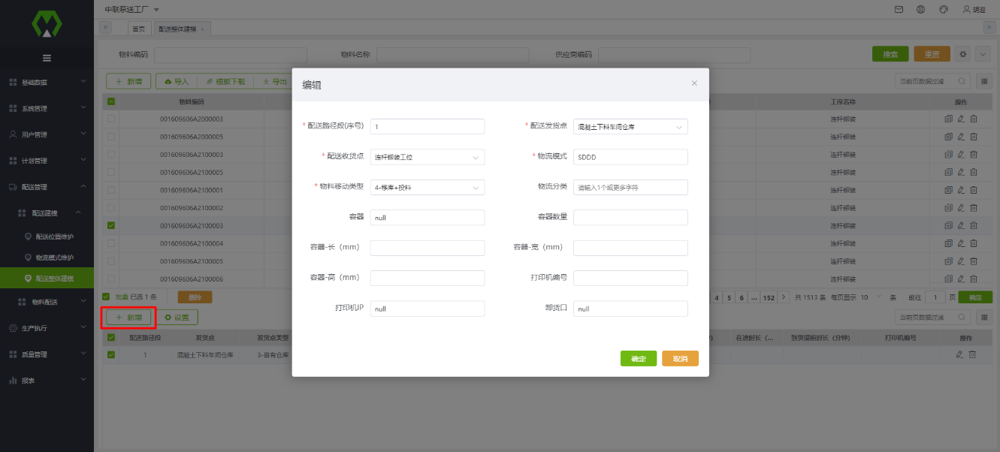 中联泵送工厂
胡迎
首页
配送整体建模 ×
基础数据
系统管理
用户管理
计划管理
配送管理
配送建模
配送位置维护
物流模式维护
配送整体建模
物料配送
生产执行
质量管理
报表
物料编码
物料名称
供应商编码
搜索
重置
+ 新增
导入
模板下载
导出
当前页数据过滤
物料编码
工序名称
操作
001609606A2000003
连杆铆装
001609606A2000005
连杆铆装
001609606A2100003
连杆铆装
001609606A2100005
连杆铆装
001609606A2100001
连杆铆装
001609606A2100002
连杆铆装
001609606A2100003
连杆铆装
001609606A2100004
连杆铆装
001609606A2100005
连杆铆装
001609606A2100006
连杆铆装
批量 已选 1 条
删除
4 5 6 ... 152 > 共 1513 条 每页显示 10 条 前往 1 页 确定
+ 新增
设置
当前页数据过滤
配送路径段
发货点
发货点类型
在途时长（...
到货提前时长（分钟）
打印机编号
操作
1
混凝土下料车间仓库
3-自有仓库
编辑
* 配送路径段(序号)
1
* 配送发货点
混凝土下料车间仓库
* 配送收货点
连杆铆装工位
* 物流模式
SDDD
* 物料移动类型
4-移库+投料
物流分类
请输入1个或更多字符
容器
null
容器数量
容器-长（mm）
容器-宽（mm）
容器-高（mm）
打印机编号
打印机IP
null
卸货口
null
确定
取消